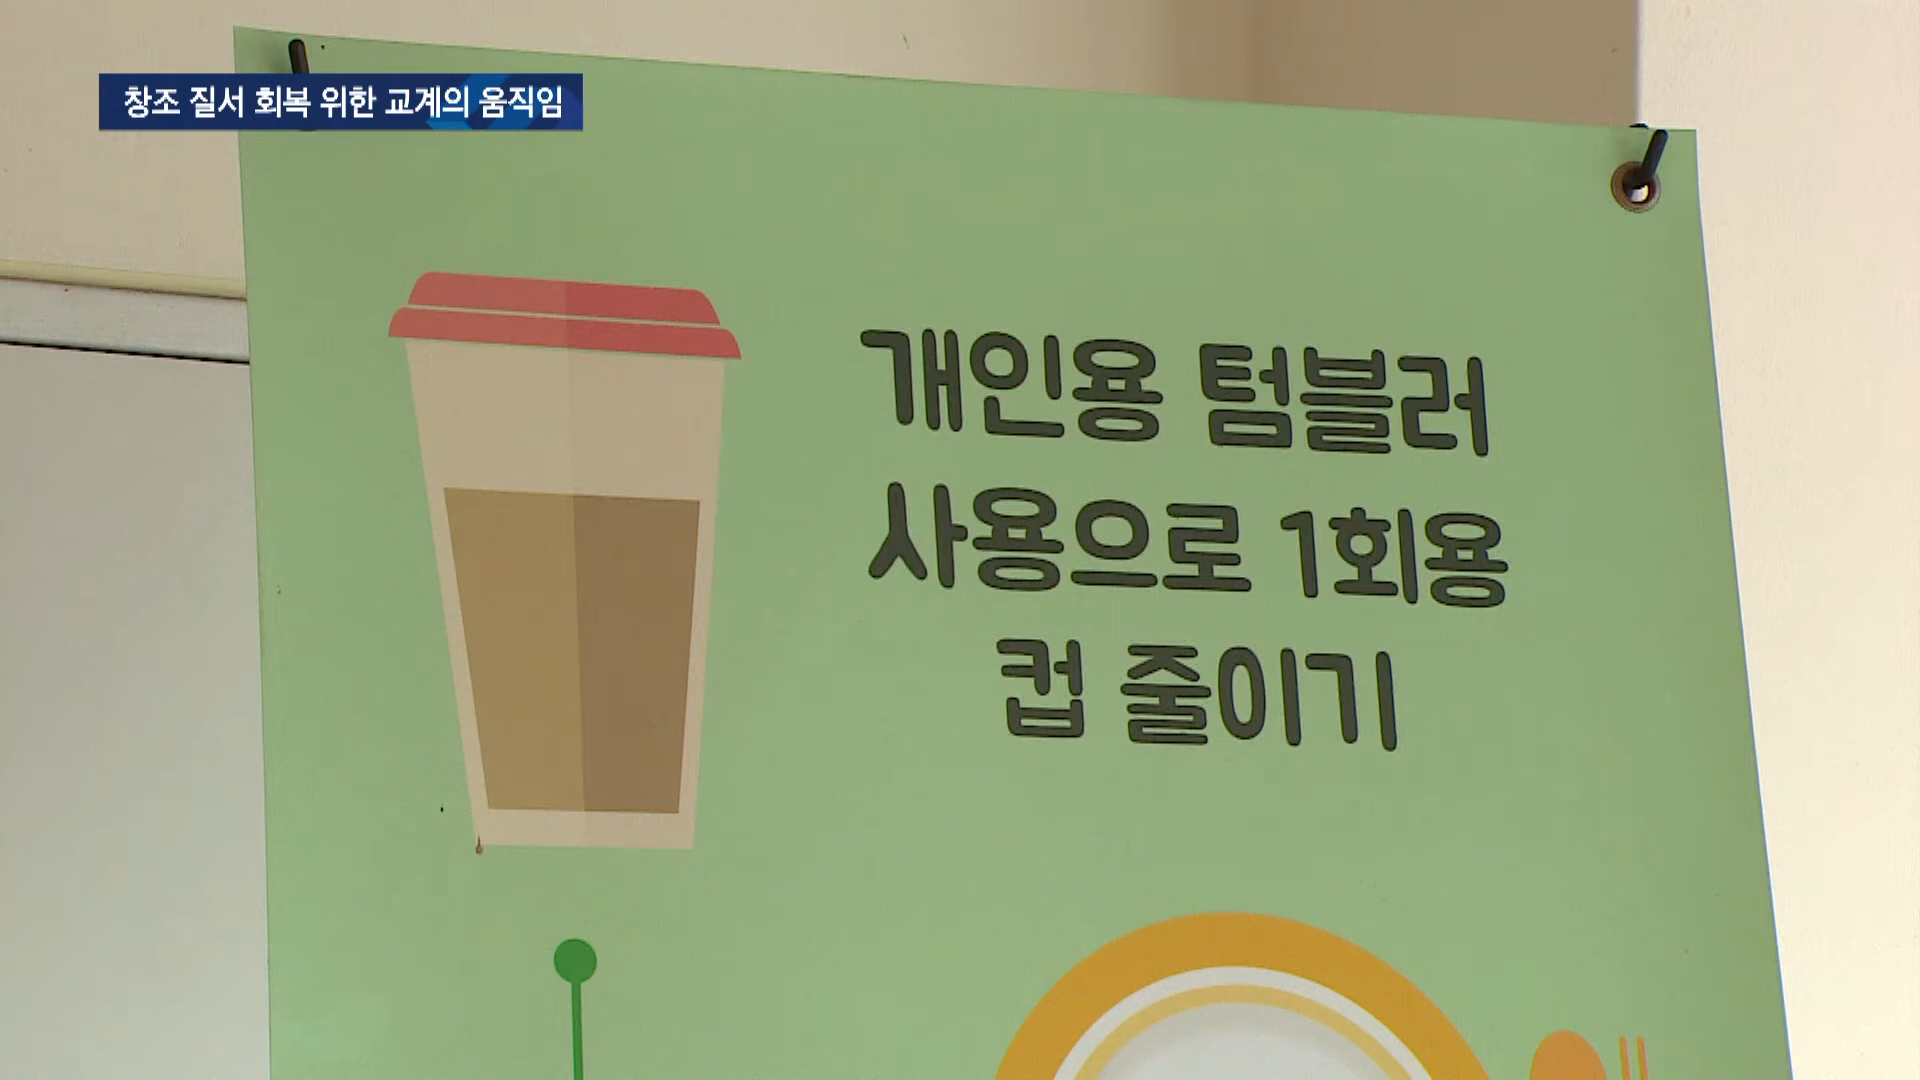 창조 질서 회복 위한 교계의 움직임
개인용 텀블러
사용으로 1회용
컵 줄이기